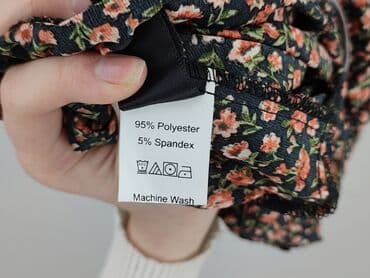 95% Polyester
5% Spandex
Machine Wash